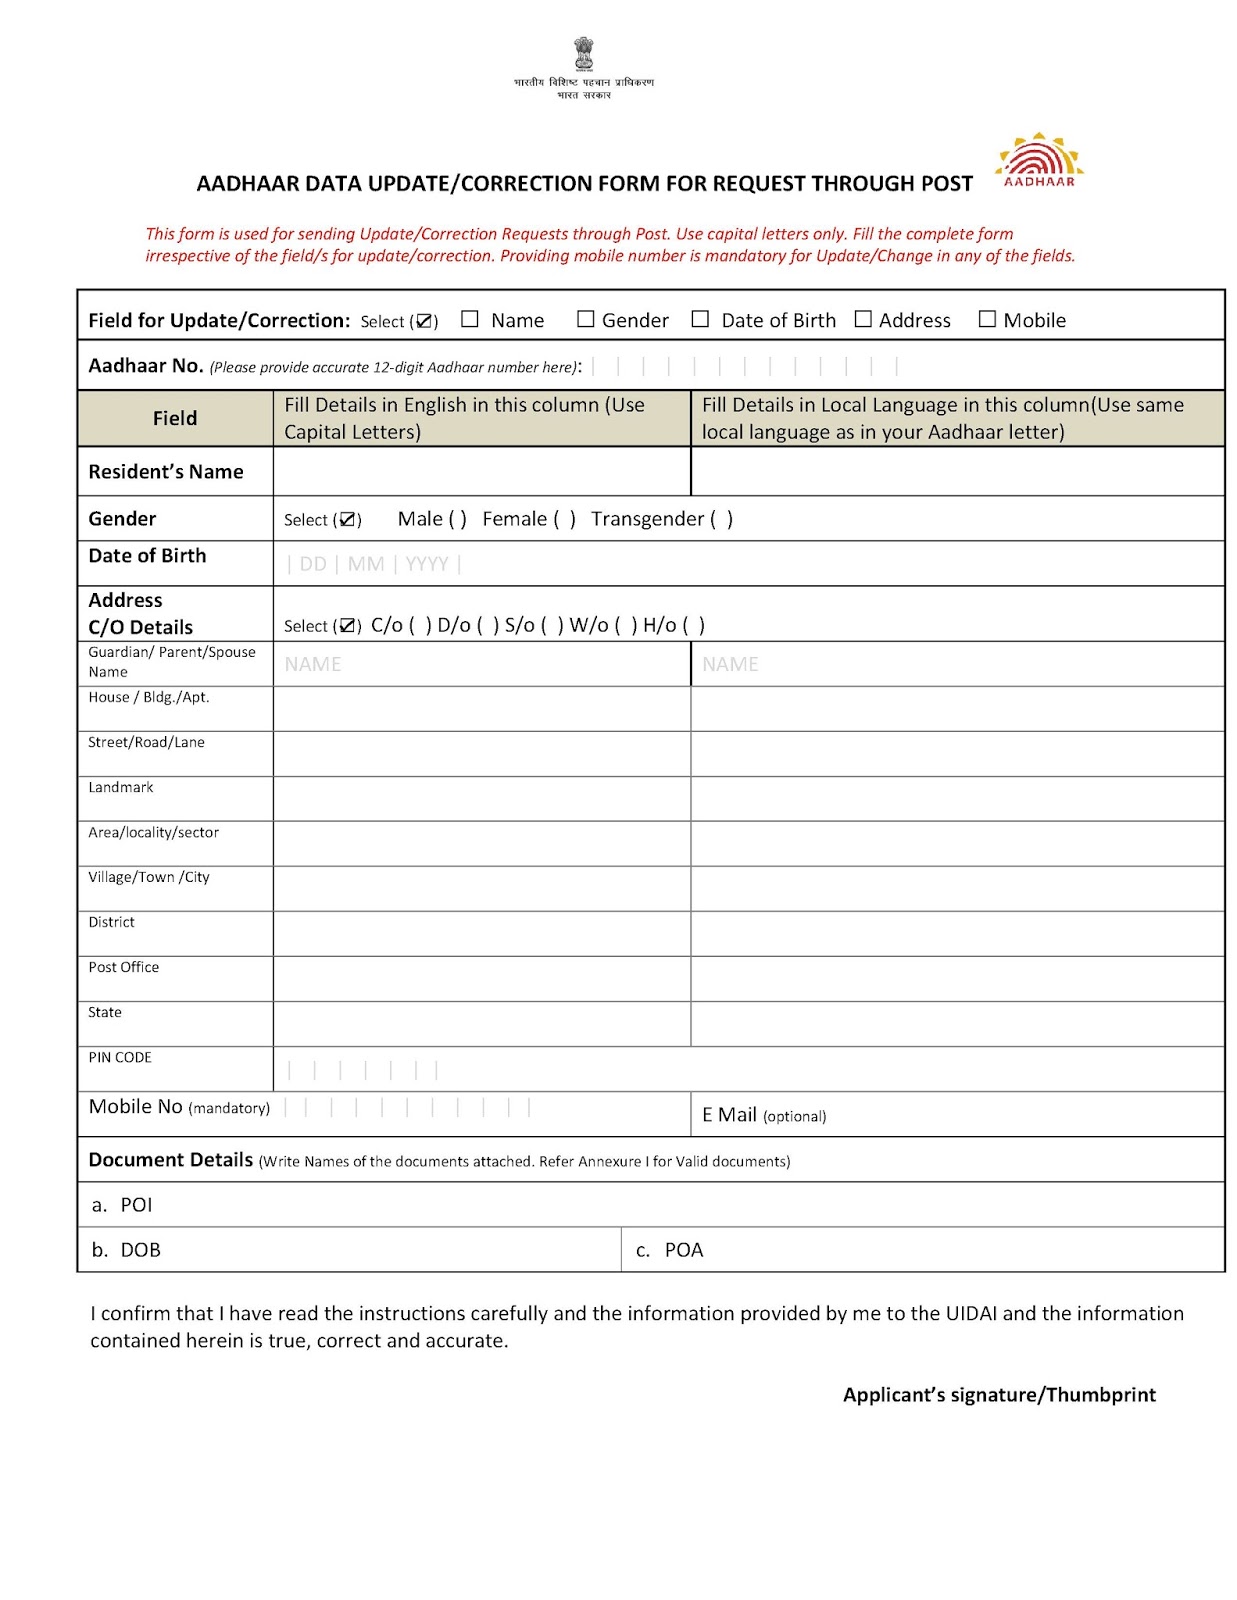 भारतीय विशिष्ट पहचान प्राधिकरण
भारत सरकार
AADHAAR
AADHAAR DATA UPDATE/CORRECTION FORM FOR REQUEST THROUGH POST
This form is used for sending Update/Correction Requests through Post. Use capital letters only. Fill the complete form
irrespective of the field/s for update/correction. Providing mobile number is mandatory for Update/Change in any of the fields.
Field for Update/Correction: Select (☑) ☐ Name ☐ Gender ☐ Date of Birth ☐ Address ☐ Mobile
Aadhaar No. (Please provide accurate 12-digit Aadhaar number here): | | | | | | | | | | | | |
Field
Fill Details in English in this column (Use
Capital Letters)
Fill Details in Local Language in this column(Use same
local language as in your Aadhaar letter)
Resident's Name
Gender Select (☑) Male ( ) Female ( ) Transgender ( )
Date of Birth | DD | MM | YYYY |
Address
C/O Details Select (☑) C/o ( ) D/o ( ) S/o ( ) W/o ( ) H/o ( )
Guardian/ Parent/Spouse
Name
NAME NAME
House / Bldg./Apt.
Street/Road/Lane
Landmark
Area/locality/sector
Village/Town /City
District
Post Office
State
PIN CODE | | | | | | |
Mobile No (mandatory) | | | | | | | | | | | E Mail (optional)
Document Details (Write Names of the documents attached. Refer Annexure I for Valid documents)
a. POI
b. DOB c. POA
I confirm that I have read the instructions carefully and the information provided by me to the UIDAI and the information
contained herein is true, correct and accurate.
Applicant's signature/Thumbprint